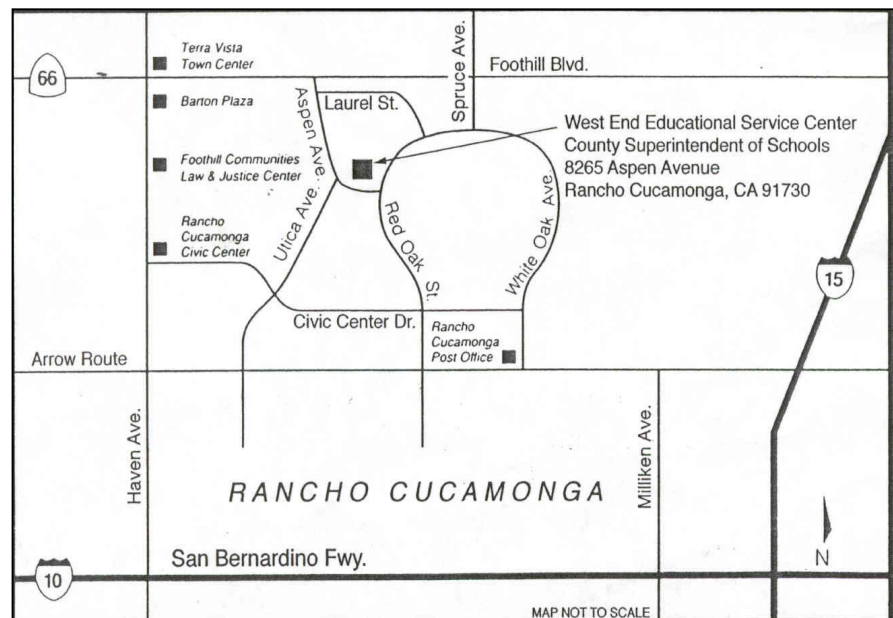 Terra Vista
Town Center
66
Foothill Blvd.
Spruce Ave.
Barton Plaza
Aspen Ave.
Laurel St.
West End Educational Service Center
County Superintendent of Schools
8265 Aspen Avenue
Rancho Cucamonga, CA 91730
Foothill Communities
Law & Justice Center
Utica Ave.
Red Oak St.
White Oak Ave.
Rancho
Cucamonga
Civic Center
15
Civic Center Dr.
Rancho
Cucamonga
Post Office
Arrow Route
Haven Ave.
Milliken Ave.
RANCHO CUCAMONGA
San Bernardino Fwy.
N
10
MAP NOT TO SCALE